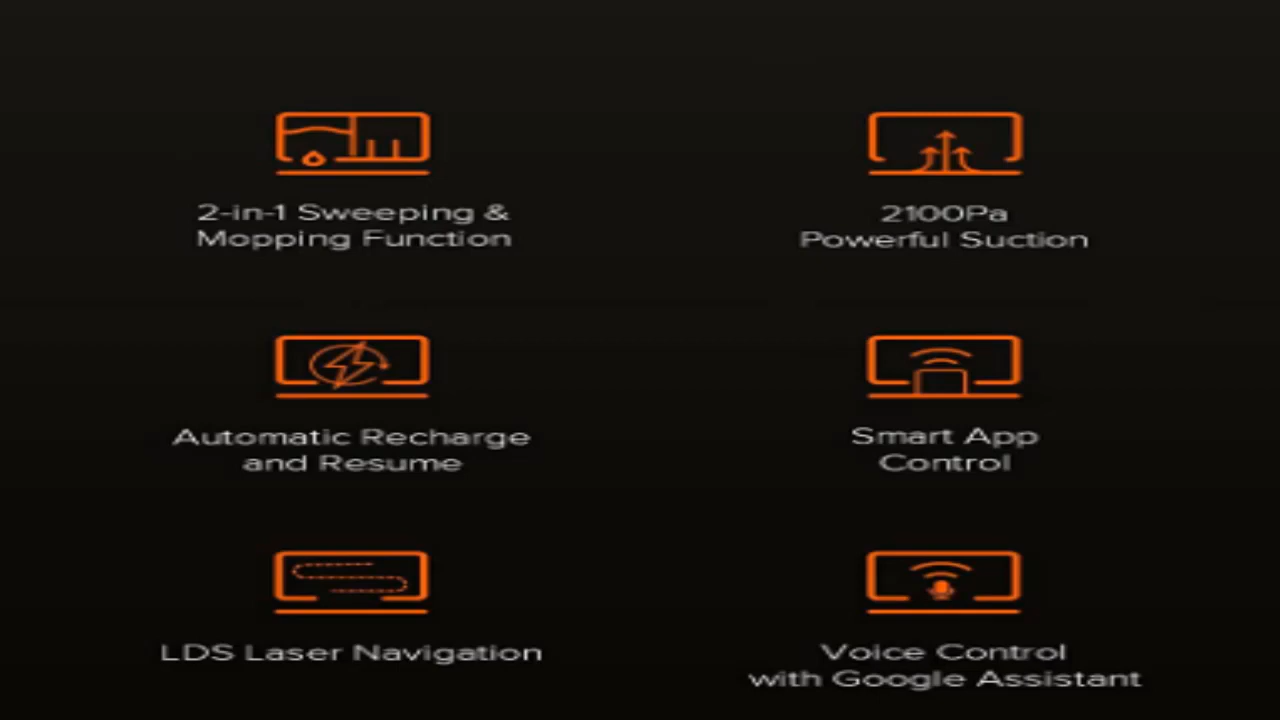 2-in-1 Sweeping &
Mopping Function
2100Pa
Powerful Suction
Automatic Recharge
and Resume
Smart App
Control
LDS Laser Navigation
Voice Control
with Google Assistant